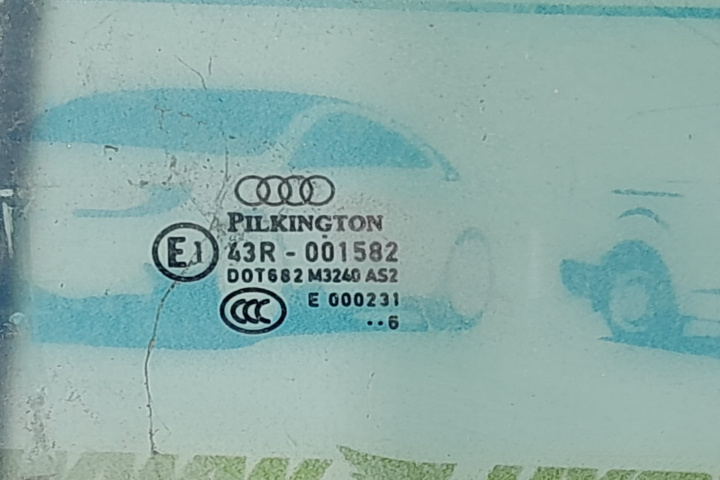 PILKINGTON
E1 43R - 001582
DOT682 M3240 AS2
CCC E 000231
··6